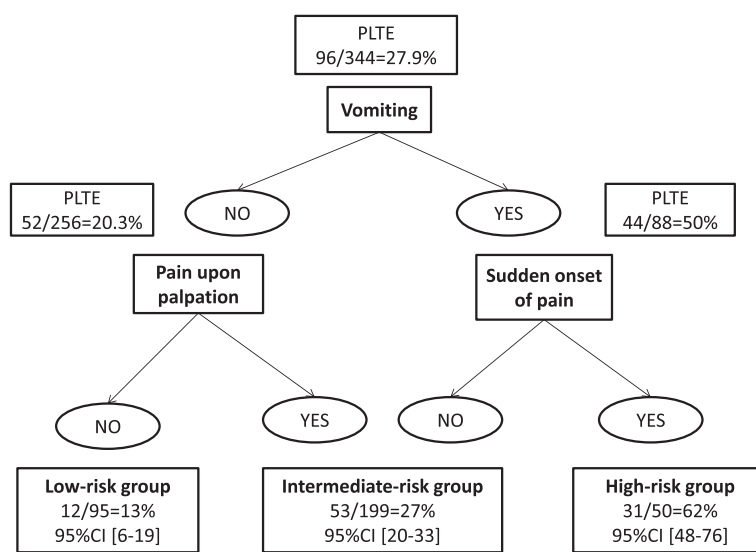 PLTE
96/344=27.9%
Vomiting
PLTE
52/256=20.3%
NO
YES
PLTE
44/88=50%
Pain upon
palpation
Sudden onset
of pain
NO
YES
NO
YES
Low-risk group
12/95=13%
95%CI [6-19]
Intermediate-risk group
53/199=27%
95%CI [20-33]
High-risk group
31/50=62%
95%CI [48-76]